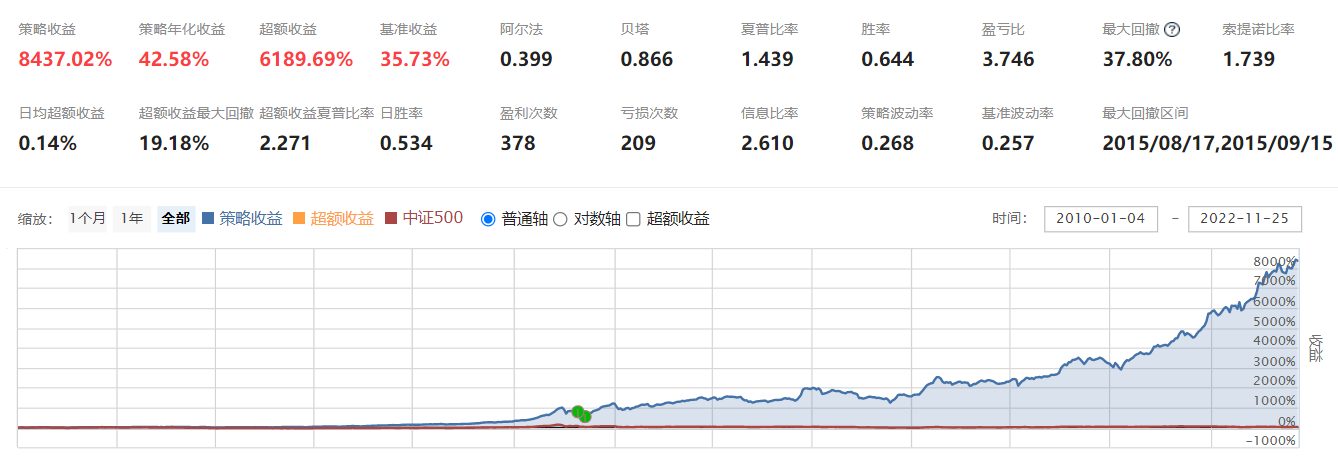 策略收益 策略年化收益 超额收益 基准收益 阿尔法 贝塔 夏普比率 胜率 盈亏比 最大回撤 ? 索提诺比率
8437.02% 42.58% 6189.69% 35.73% 0.399 0.866 1.439 0.644 3.746 37.80% 1.739
日均超额收益 超额收益最大回撤 超额收益夏普比率 日胜率 盈利次数 亏损次数 信息比率 策略波动率 基准波动率 最大回撤区间
0.14% 19.18% 2.271 0.534 378 209 2.610 0.268 0.257 2015/08/17,2015/09/15
缩放: 1个月 1年 全部 策略收益 超额收益 中证500 普通轴 对数轴 超额收益 时间: 2010-01-04 - 2022-11-25
8000%
7000%
6000%
5000%
4000%
3000%
2000%
1000%
0%
-1000%
收益